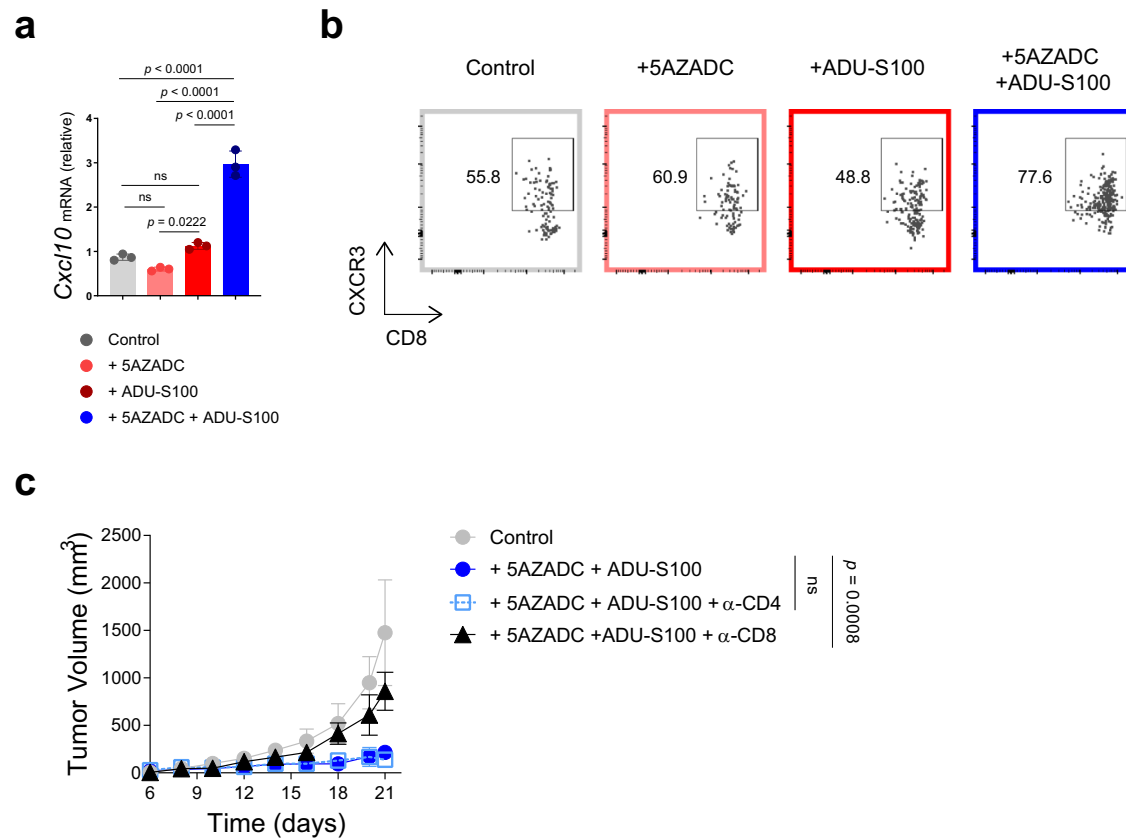 a
p < 0.0001
p < 0.0001
p < 0.0001
ns
ns
p = 0.0222
Cxcl10 mRNA (relative)
4
3
2
1
0
Control
+ 5AZADC
+ ADU-S100
+ 5AZADC + ADU-S100
b
Control
+5AZADC
+ADU-S100
+5AZADC
+ADU-S100
55.8
60.9
48.8
77.6
CXCR3
CD8
c
Tumor Volume (mm³)
2500
2000
1500
1000
500
0
6
9
12
15
18
21
Time (days)
Control
+ 5AZADC + ADU-S100
+ 5AZADC + ADU-S100 + α-CD4
+ 5AZADC +ADU-S100 + α-CD8
ns
p = 0.0008